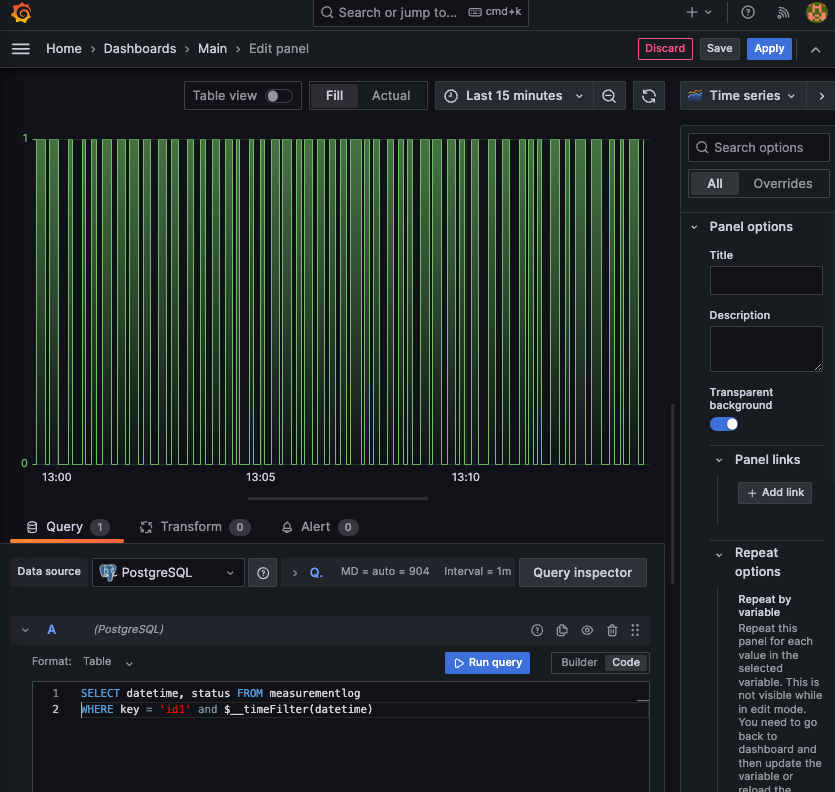 Search or jump to... cmd+k
Home › Dashboards › Main › Edit panel Discard Save Apply
Table view Fill Actual Last 15 minutes Time series
Search options
All Overrides
Panel options
Title
Description
Transparent
background
Panel links
+ Add link
Repeat
options
Repeat by
variable
Repeat this
panel for each
value in the
selected
variable. This is
not visible while
in edit mode.
You need to go
back to
dashboard and
then update the
variable or
reload the
1
0
13:00 13:05 13:10
Query 1 Transform 0 Alert 0
Data source PostgreSQL Q. MD = auto = 904 Interval = 1m Query inspector
A (PostgreSQL)
Format: Table Run query Builder Code
1 SELECT datetime, status FROM measurementlog
2 WHERE key = 'id1' and $__timeFilter(datetime)